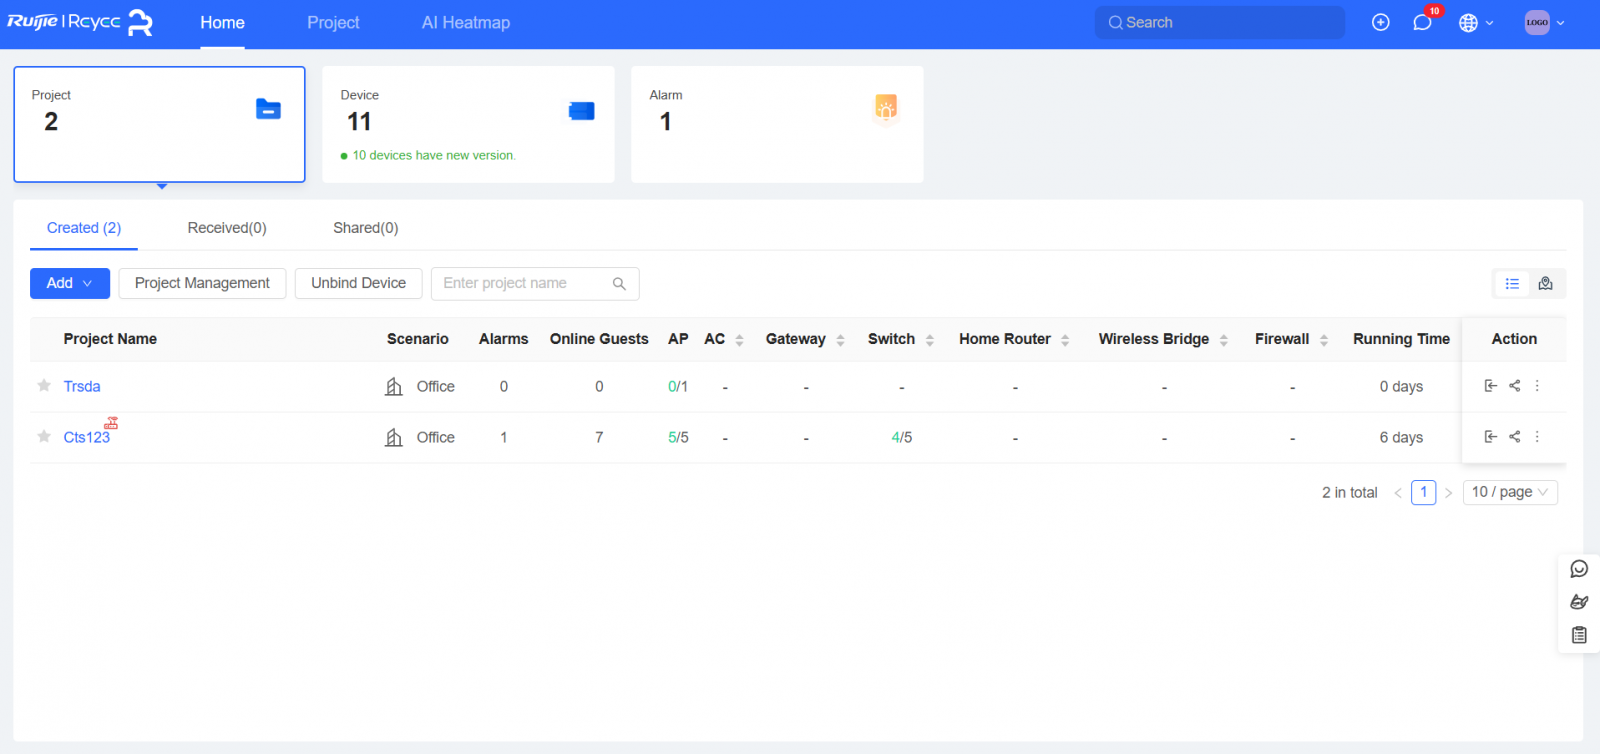 Ruijie | Rcycc
Home
Project
AI Heatmap
Search
10
LOGO
Project
2
Device
11
10 devices have new version.
Alarm
1
Created (2)
Received(0)
Shared(0)
Add
Project Management
Unbind Device
Enter project name
Project Name Scenario Alarms Online Guests AP AC Gateway Switch Home Router Wireless Bridge Firewall Running Time Action
Trsda Office 0 0 0/1 - - - - - - 0 days
Cts123 Office 1 7 5/5 - - 4/5 - - - 6 days
2 in total < 1 > 10 / page